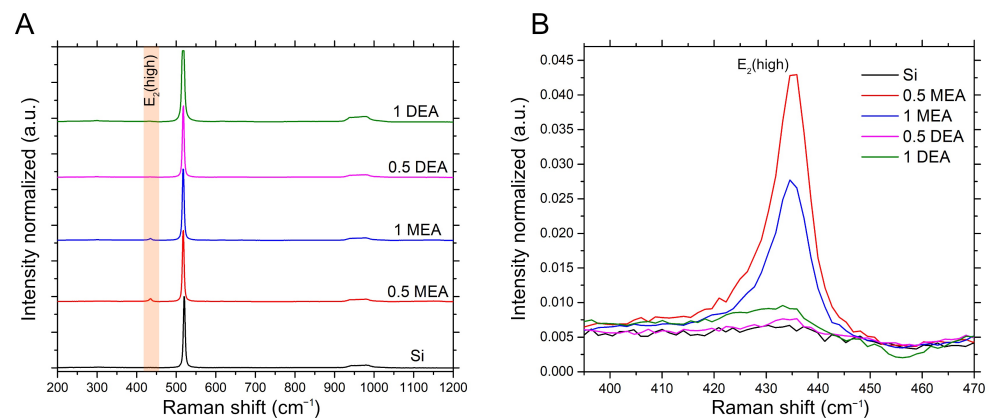 A
Intensity normalized (a.u.)
E₂(high)
1 DEA
0.5 DEA
1 MEA
0.5 MEA
Si
200 300 400 500 600 700 800 900 1000 1100 1200
Raman shift (cm⁻¹)
B
Intensity normalized (a.u.)
0.045
0.040
0.035
0.030
0.025
0.020
0.015
0.010
0.005
0.000
E₂(high)
Si
0.5 MEA
1 MEA
0.5 DEA
1 DEA
400 410 420 430 440 450 460 470
Raman shift (cm⁻¹)